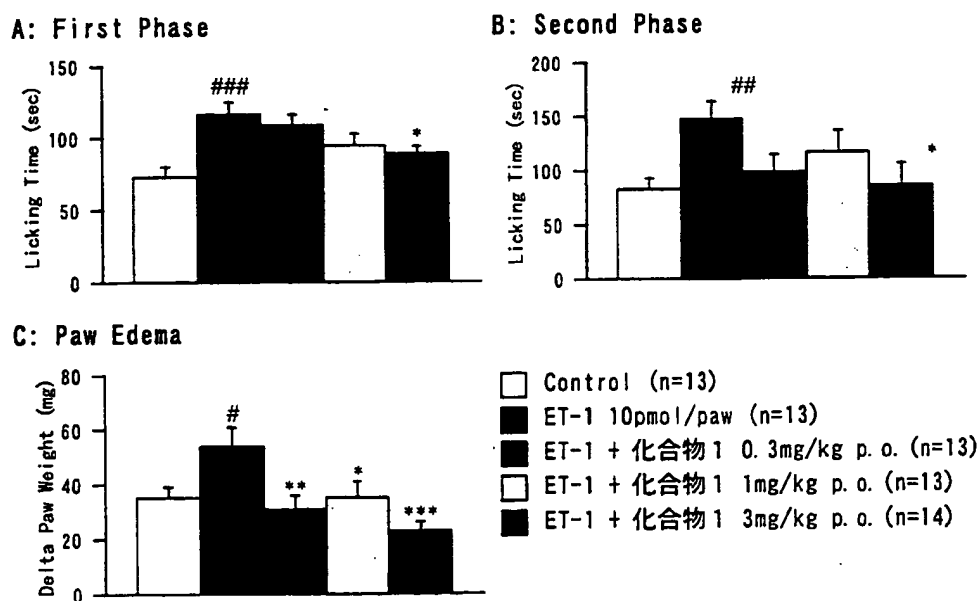 A: First Phase
150
100
50
0
Licking Time (sec)
###
*
B: Second Phase
200
150
100
50
0
Licking Time (sec)
##
*
C: Paw Edema
80
60
40
20
0
Delta Paw Weight (mg)
#
**
*
***
Control (n=13)
ET-1 10pmol/paw (n=13)
ET-1 + 化合物1 0.3mg/kg p.o.(n=13)
ET-1 + 化合物1 1mg/kg p.o.(n=13)
ET-1 + 化合物1 3mg/kg p.o.(n=14)